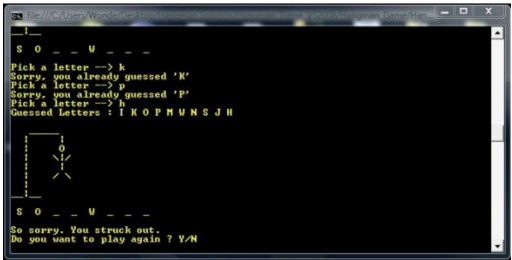 S O _ _ W _ _ _
Pick a letter --> k
Sorry, you already guessed 'K'
Pick a letter --> p
Sorry, you already guessed 'P'
Pick a letter --> h
Guessed Letters : I K O P M W N S J H
S O _ _ W _ _ _
So sorry. You struck out.
Do you want to play again ? Y/N